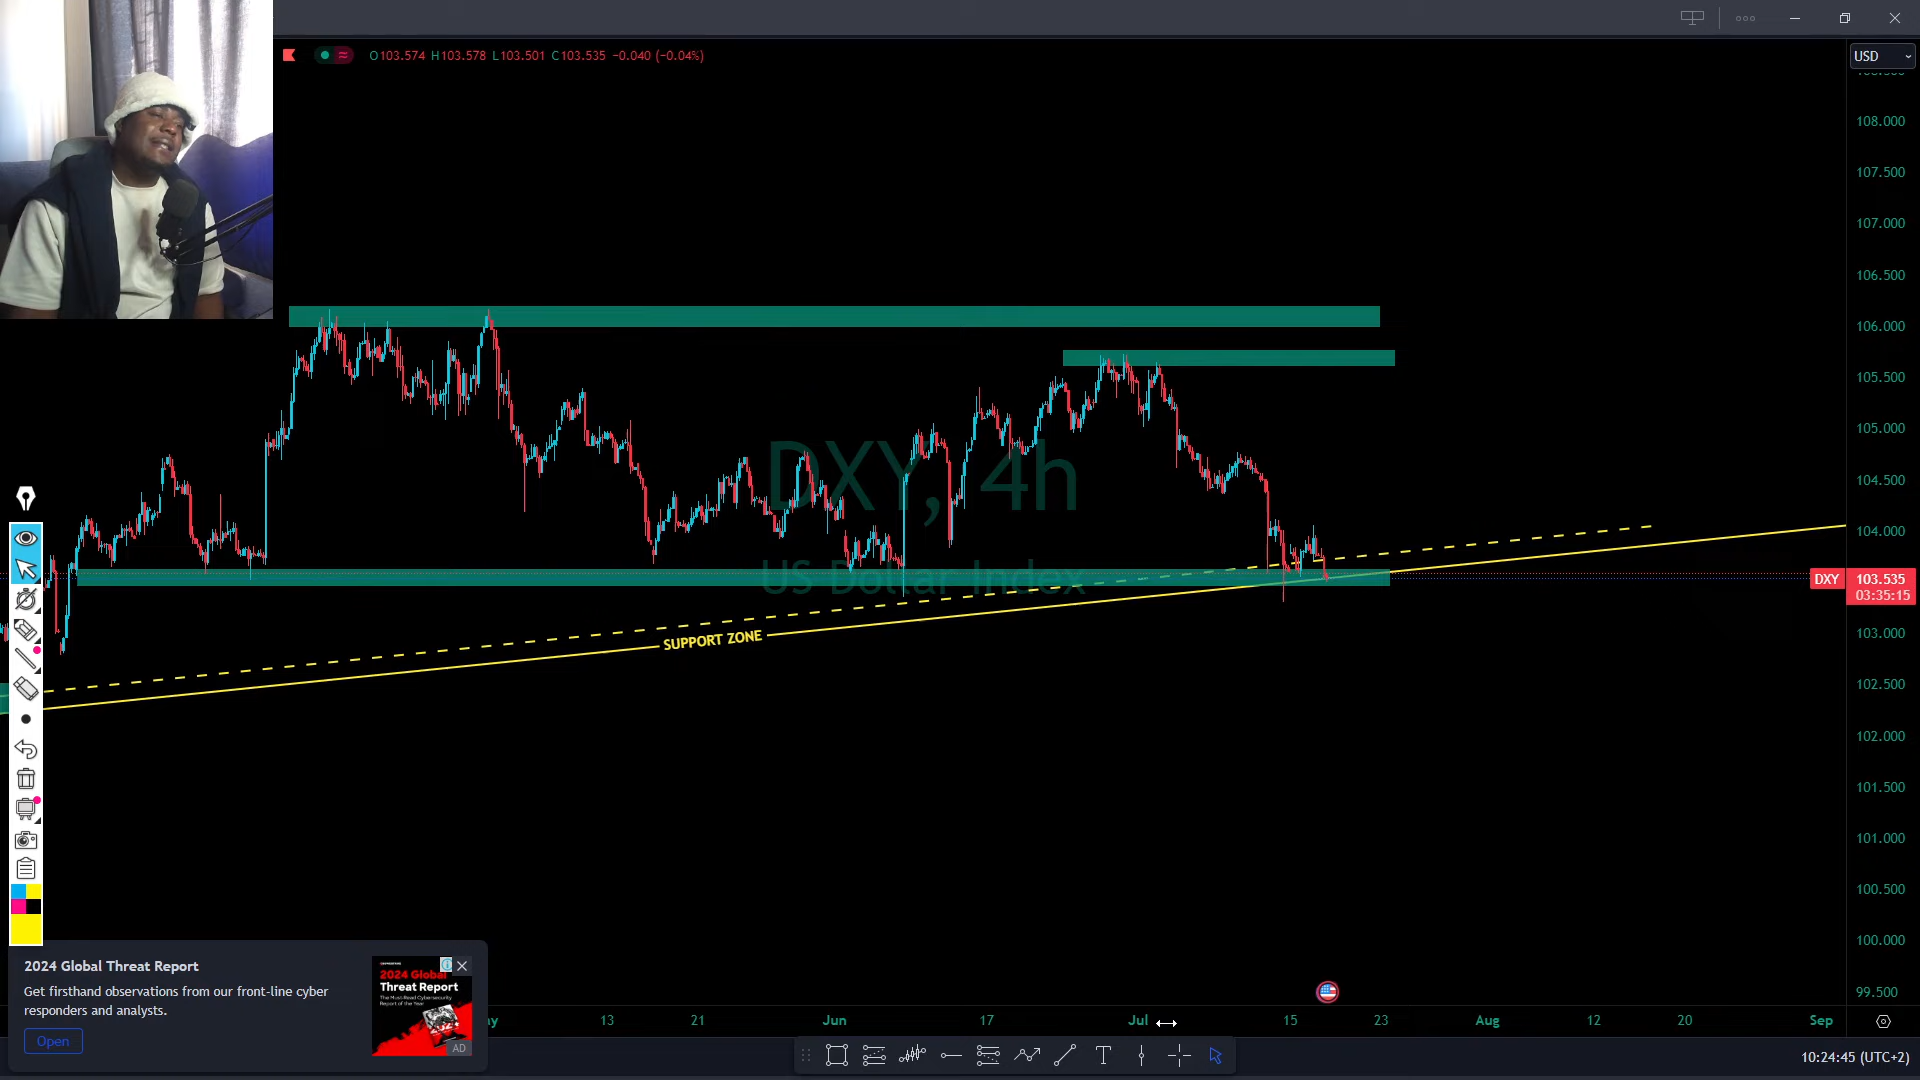 O103.574 H103.578 L103.501 C103.535 −0.040 (−0.04%)
USD
108.000
107.500
107.000
106.500
106.000
105.500
105.000
104.500
104.000
DXY 103.535
03:35:15
103.000
102.500
102.000
101.500
101.000
100.500
100.000
99.500
DXY, 4h
US Dollar Index
SUPPORT ZONE
2024 Global Threat Report
Get firsthand observations from our front-line cyber
responders and analysts.
Open
2024 Global
Threat Report
AD
13 21 Jun 17 Jul 15 23 Aug 12 20 Sep
10:24:45 (UTC+2)